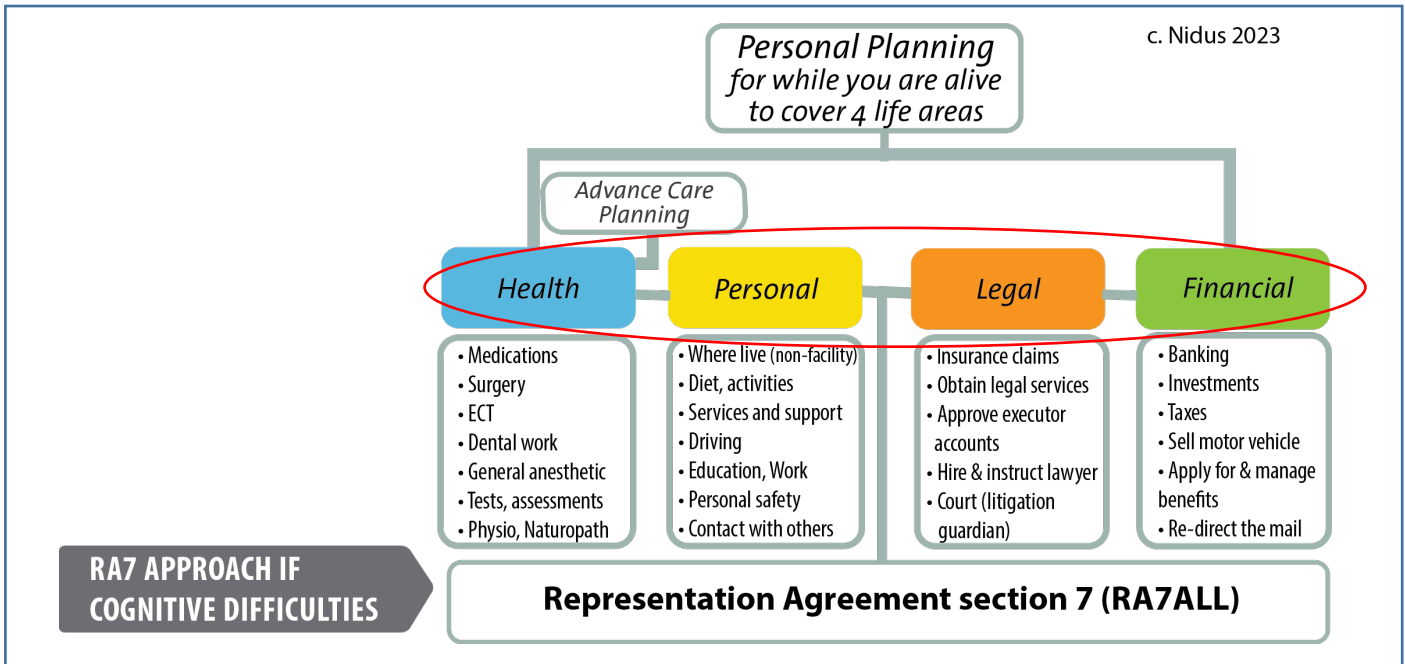 Personal Planning
for while you are alive
to cover 4 life areas
c. Nidus 2023
Advance Care
Planning
Health
Personal
Legal
Financial
• Medications
• Surgery
• ECT
• Dental work
• General anesthetic
• Tests, assessments
• Physio, Naturopath
• Where live (non-facility)
• Diet, activities
• Services and support
• Driving
• Education, Work
• Personal safety
• Contact with others
• Insurance claims
• Obtain legal services
• Approve executor
accounts
• Hire & instruct lawyer
• Court (litigation
guardian)
• Banking
• Investments
• Taxes
• Sell motor vehicle
• Apply for & manage
benefits
• Re-direct the mail
RA7 APPROACH IF
COGNITIVE DIFFICULTIES
Representation Agreement section 7 (RA7ALL)